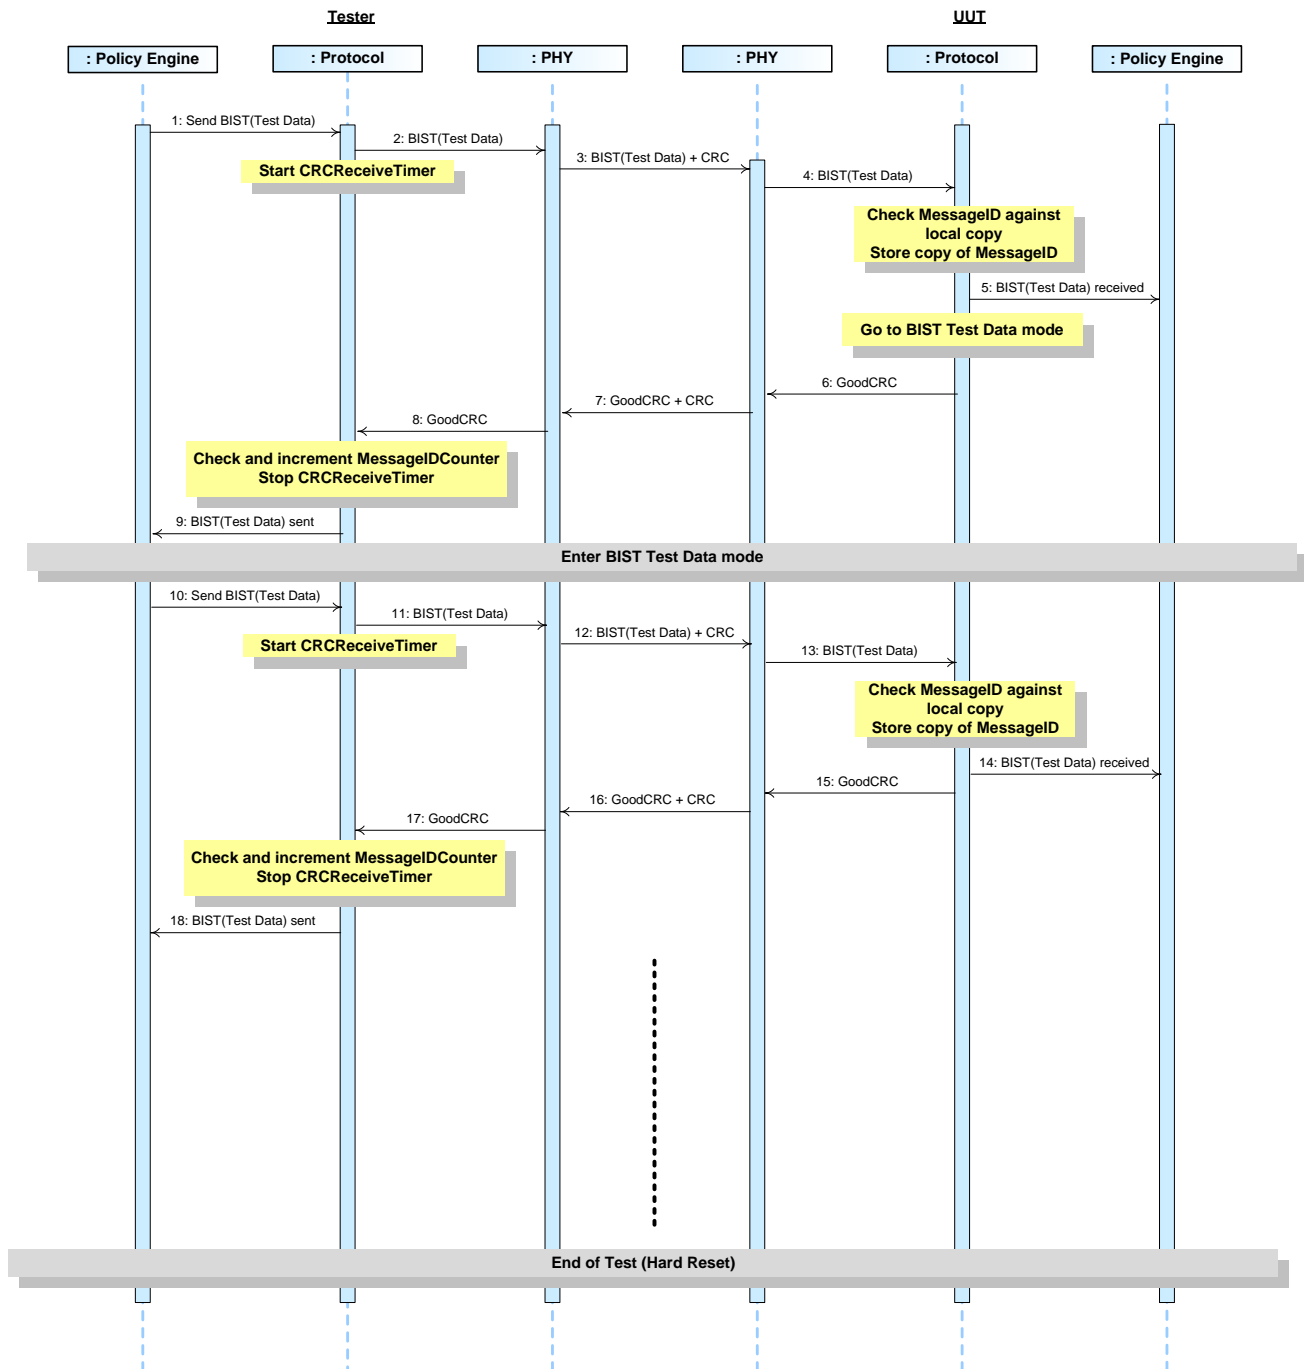 Tester
UUT
: Policy Engine
: Protocol
: PHY
: PHY
: Protocol
: Policy Engine
1: Send BIST(Test Data)
2: BIST(Test Data)
3: BIST(Test Data) + CRC
Start CRCReceiveTimer
4: BIST(Test Data)
Check MessageID against
local copy
Store copy of MessageID
5: BIST(Test Data) received
Go to BIST Test Data mode
6: GoodCRC
7: GoodCRC + CRC
8: GoodCRC
Check and increment MessageIDCounter
Stop CRCReceiveTimer
9: BIST(Test Data) sent
Enter BIST Test Data mode
10: Send BIST(Test Data)
11: BIST(Test Data)
12: BIST(Test Data) + CRC
Start CRCReceiveTimer
13: BIST(Test Data)
Check MessageID against
local copy
Store copy of MessageID
14: BIST(Test Data) received
15: GoodCRC
16: GoodCRC + CRC
17: GoodCRC
Check and increment MessageIDCounter
Stop CRCReceiveTimer
18: BIST(Test Data) sent
End of Test (Hard Reset)